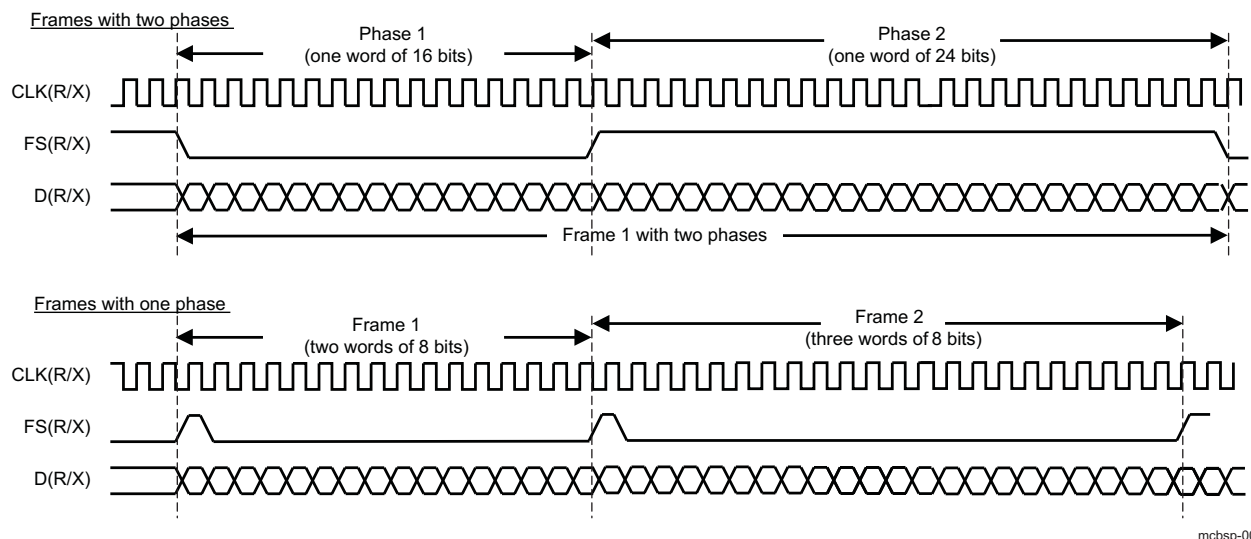 Frames with two phases
Phase 1
(one word of 16 bits)
Phase 2
(one word of 24 bits)
CLK(R/X)
FS(R/X)
D(R/X)
Frame 1 with two phases
Frames with one phase
Frame 1
(two words of 8 bits)
Frame 2
(three words of 8 bits)
CLK(R/X)
FS(R/X)
D(R/X)